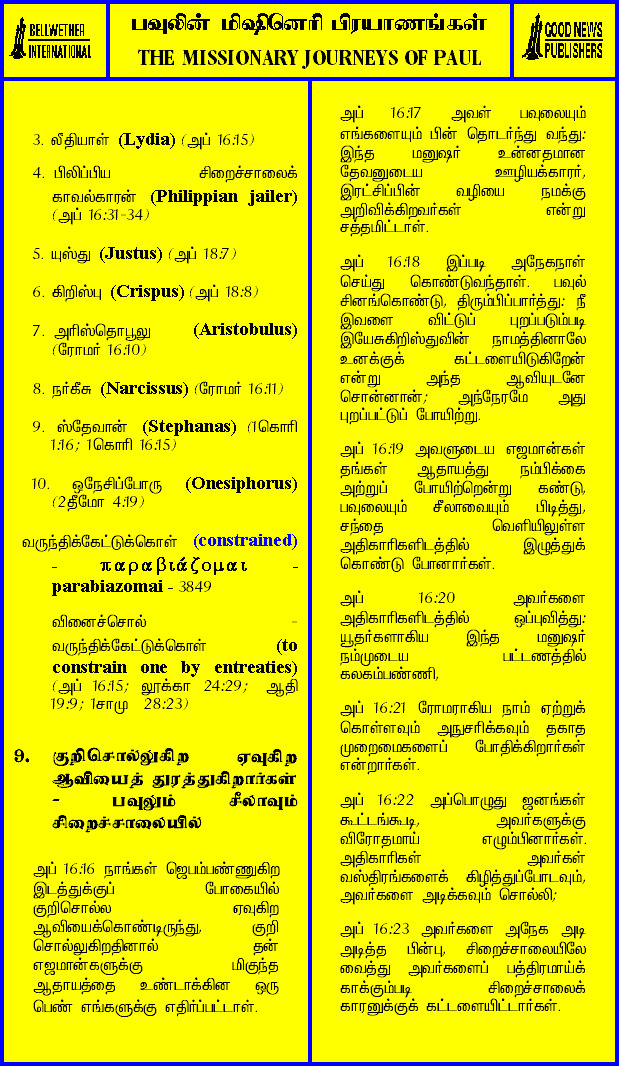 BELLWETHER
INTERNATIONAL
பவுலின் மிஷினெரி பிரயாணங்கள்
THE MISSIONARY JOURNEYS OF PAUL
GOOD NEWS
PUBLISHERS
3. லீதியாள் (Lydia) (அப் 16:15)
4. பிலிப்பிய சிறைச்சாலைக்
காவல்காரன் (Philippian jailer)
(அப் 16:31-34)
5. யுஸ்து (Justus) (அப் 18:7)
6. கிறிஸ்பு (Crispus) (அப் 18:8)
7. அரிஸ்தொபூலு (Aristobulus)
(ரோமர் 16:10)
8. நர்கீசு (Narcissus) (ரோமர் 16:11)
9. ஸ்தேவான் (Stephanas) (1கொரி
1:16; 1கொரி 16:15)
10. ஒநேசிப்போரு (Onesiphorus)
(2தீமோ 4:19)
வருந்திக்கேட்டுக்கொள் (constrained)
- παραβιάζομαι -
parabiazomai - 3849
வினைச்சொல் -
வருந்திக்கேட்டுக்கொள் (to
constrain one by entreaties)
(அப் 16:15; லூக்கா 24:29; ஆதி
19:9; 1சாமு 28:23)
9. குறிசொல்லுகிற ஏவுகிற
ஆவியைத் துரத்துகிறார்கள்
- பவுலும் சீலாவும்
சிறைச்சாலையில்
அப் 16:16 நாங்கள் ஜெபம்பண்ணுகிற
இடத்துக்குப் போகையில்
குறிசொல்ல ஏவுகிற
ஆவியைக்கொண்டிருந்து, குறி
சொல்லுகிறதினால் தன்
எஜமான்களுக்கு மிகுந்த
ஆதாயத்தை உண்டாக்கின ஒரு
பெண் எங்களுக்கு எதிர்ப்பட்டாள்.
அப் 16:17 அவள் பவுலையும்
எங்களையும் பின் தொடர்ந்து வந்து:
இந்த மனுஷர் உன்னதமான
தேவனுடைய ஊழியக்காரர்,
இரட்சிப்பின் வழியை நமக்கு
அறிவிக்கிறவர்கள் என்று
சத்தமிட்டாள்.
அப் 16:18 இப்படி அநேகநாள்
செய்து கொண்டுவந்தாள். பவுல்
சினங்கொண்டு, திரும்பிப்பார்த்து: நீ
இவளை விட்டுப் புறப்படும்படி
இயேசுகிறிஸ்துவின் நாமத்தினாலே
உனக்குக் கட்டளையிடுகிறேன்
என்று அந்த ஆவியுடனே
சொன்னான்; அந்நேரமே அது
புறப்பட்டுப் போயிற்று.
அப் 16:19 அவளுடைய எஜமான்கள்
தங்கள் ஆதாயத்து நம்பிக்கை
அற்றுப் போயிற்றென்று கண்டு,
பவுலையும் சீலாவையும் பிடித்து,
சந்தை வெளியிலுள்ள
அதிகாரிகளிடத்தில் இழுத்துக்
கொண்டு போனார்கள்.
அப் 16:20 அவர்களை
அதிகாரிகளிடத்தில் ஒப்புவித்து:
யூதர்களாகிய இந்த மனுஷர்
நம்முடைய பட்டணத்தில்
கலகம்பண்ணி,
அப் 16:21 ரோமராகிய நாம் ஏற்றுக்
கொள்ளவும் அநுசரிக்கவும் தகாத
முறைமைகளைப் போதிக்கிறார்கள்
என்றார்கள்.
அப் 16:22 அப்பொழுது ஜனங்கள்
கூட்டங்கூடி, அவர்களுக்கு
விரோதமாய் எழும்பினார்கள்.
அதிகாரிகள் அவர்கள்
வஸ்திரங்களைக் கிழித்துப்போடவும்,
அவர்களை அடிக்கவும் சொல்லி;
அப் 16:23 அவர்களை அநேக அடி
அடித்த பின்பு, சிறைச்சாலையிலே
வைத்து அவர்களைப் பத்திரமாய்க்
காக்கும்படி சிறைச்சாலைக்
காரனுக்குக் கட்டளையிட்டார்கள்.